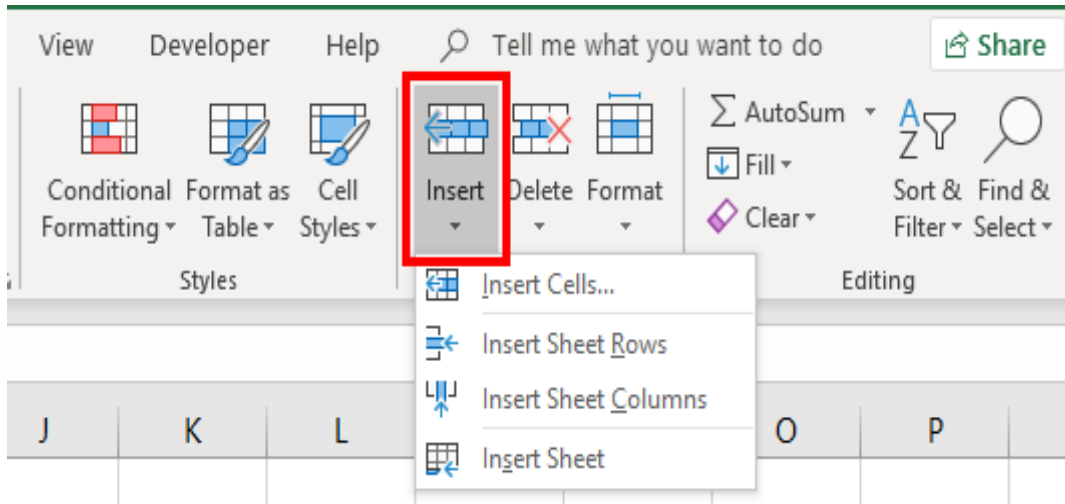 View Developer Help Tell me what you want to do Share
Conditional Formatting
Format as Table
Cell Styles
Insert
Delete
Format
AutoSum
Fill
Clear
Sort & Filter
Find & Select
Styles
Editing
Insert Cells...
Insert Sheet Rows
Insert Sheet Columns
Insert Sheet
J K L O P